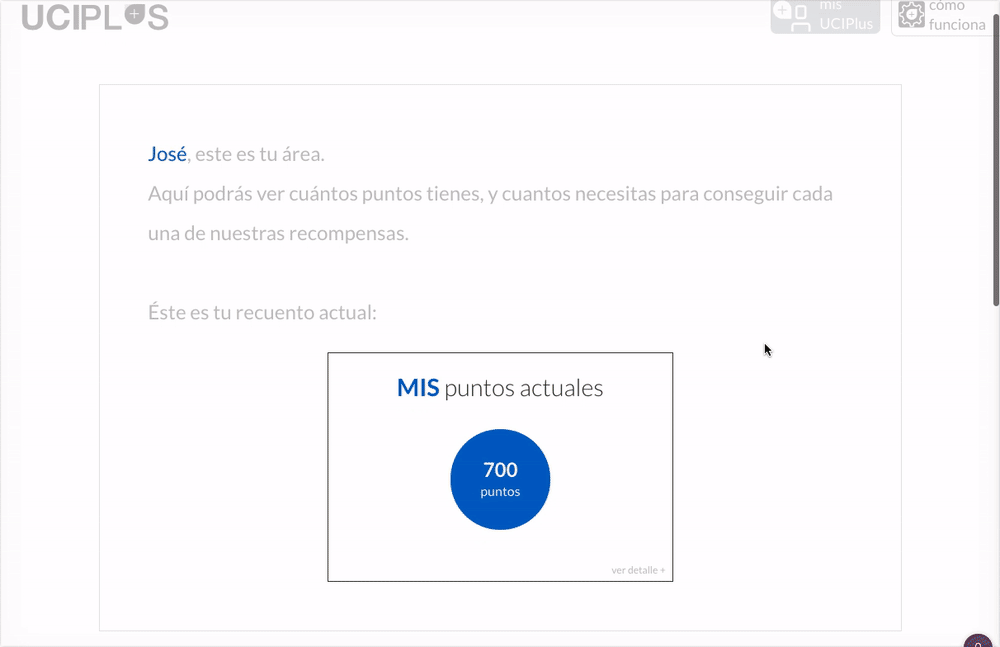 UCIPLUS
mis
UCIPlus
cómo
funciona
José, este es tu área.
Aquí podrás ver cuántos puntos tienes, y cuantos necesitas para conseguir cada
una de nuestras recompensas.
Éste es tu recuento actual:
MIS puntos actuales
700
puntos
ver detalle +